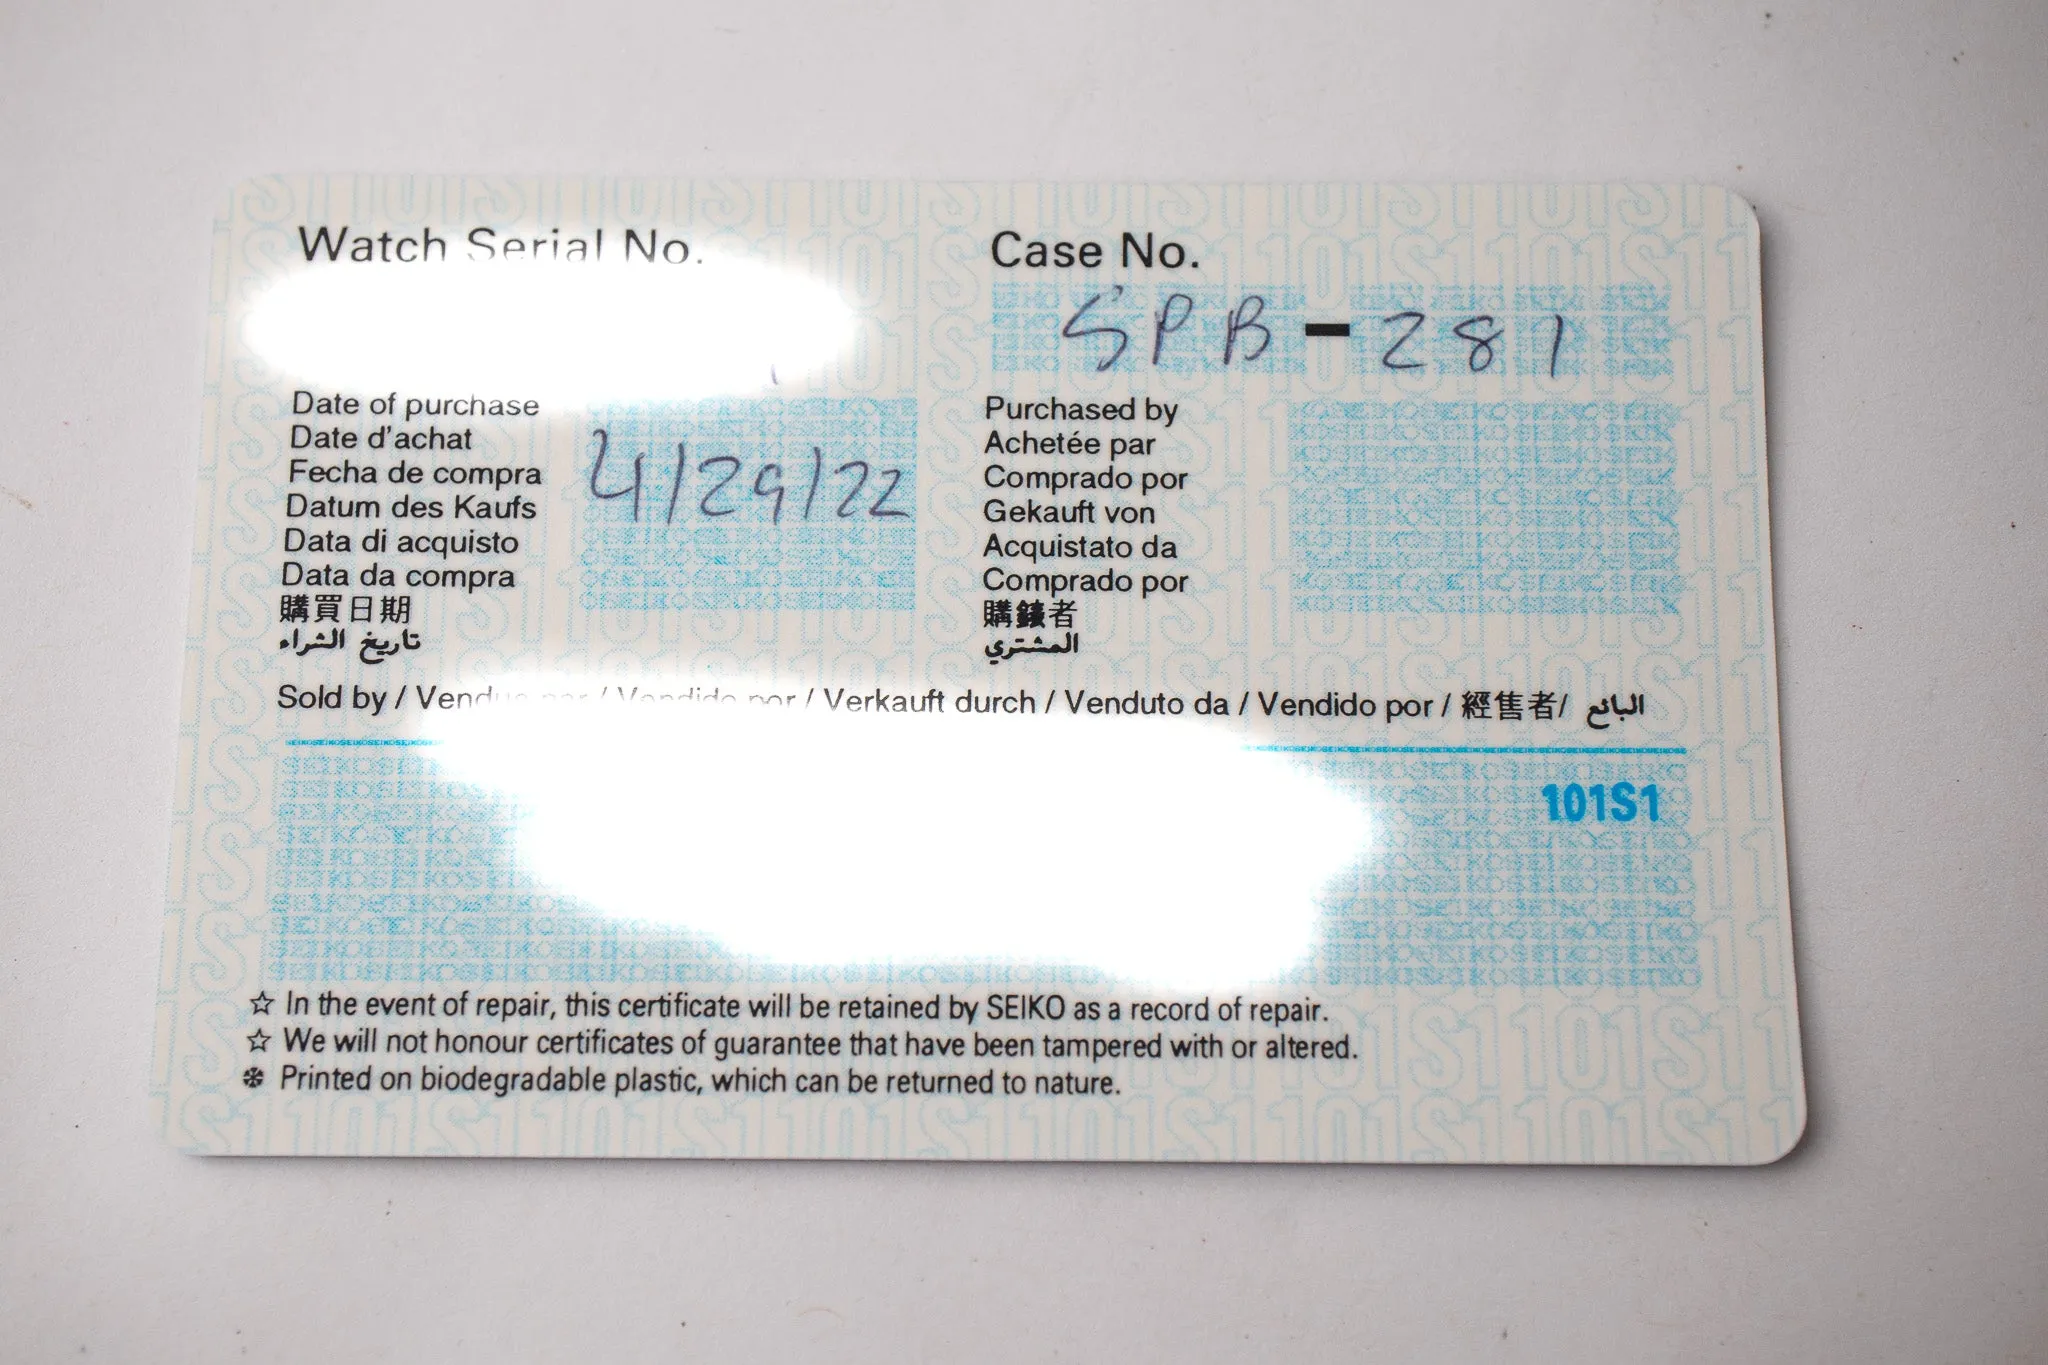 Watch Serial No.
Case No.
SPB-281
Date of purchase
Date d'achat
Fecha de compra
Datum des Kaufs
Data di acquisto
Data da compra
購買日期
تاريخ الشراء
4/29/22
Purchased by
Achetée par
Comprado por
Gekauft von
Acquistato da
Comprado por
購 者
المشتري
Sold by / Vendu par / Vendido por / Verkauft durch / Venduto da / Vendido por / 經售者/ البائع
101S1
☆ In the event of repair, this certificate will be retained by SEIKO as a record of repair.
☆ We will not honour certificates of guarantee that have been tampered with or altered.
❄ Printed on biodegradable plastic, which can be returned to nature.